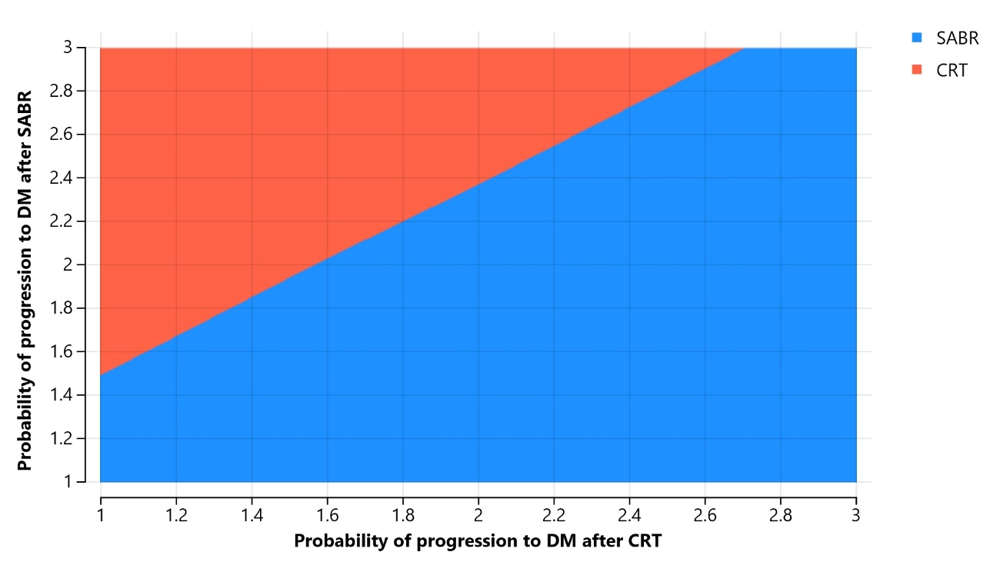 SABR
CRT
Probability of progression to DM after SABR
3
2.8
2.6
2.4
2.2
2
1.8
1.6
1.4
1.2
1
1 1.2 1.4 1.6 1.8 2 2.2 2.4 2.6 2.8 3
Probability of progression to DM after CRT